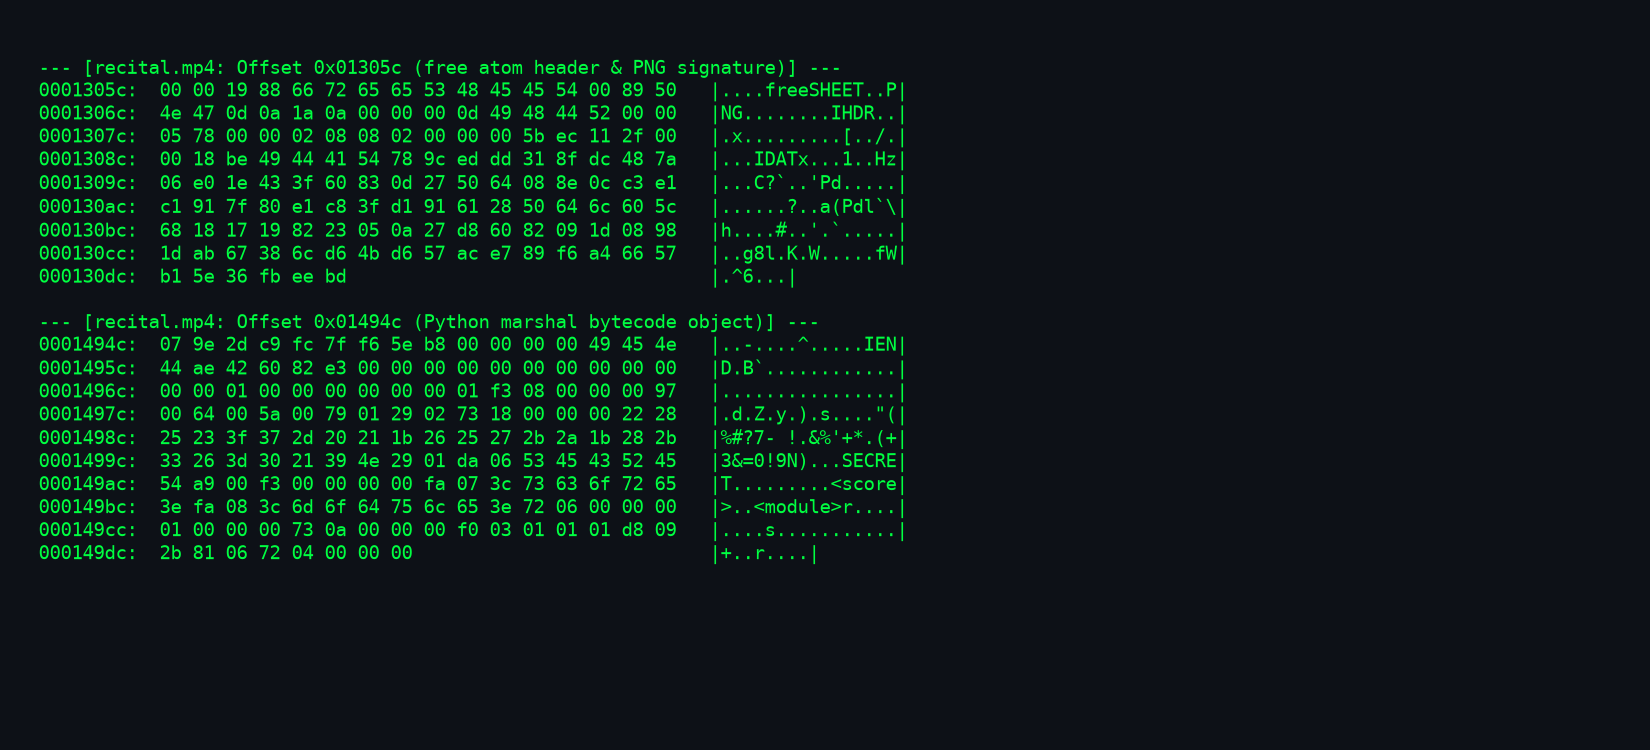 --- [recital.mp4: Offset 0x01305c (free atom header & PNG signature)] ---
0001305c:  00 00 19 88 66 72 65 65 53 48 45 45 54 00 89 50   |....freeSHEET..P|
0001306c:  4e 47 0d 0a 1a 0a 00 00 00 0d 49 48 44 52 00 00   |NG........IHDR..|
0001307c:  05 78 00 00 02 08 08 02 00 00 00 5b ec 11 2f 00   |.x.........[../.|
0001308c:  00 18 be 49 44 41 54 78 9c ed dd 31 8f dc 48 7a   |...IDATx...1..Hz|
0001309c:  06 e0 1e 43 3f 60 83 0d 27 50 64 08 8e 0c c3 e1   |...C?`..'Pd.....|
000130ac:  c1 91 7f 80 e1 c8 3f d1 91 61 28 50 64 6c 60 5c   |......?..a(Pdl`\|
000130bc:  68 18 17 19 82 23 05 0a 27 d8 60 82 09 1d 08 98   |h....#..'.`.....|
000130cc:  1d ab 67 38 6c d6 4b d6 57 ac e7 89 f6 a4 66 57   |..g8l.K.W.....fW|
000130dc:  b1 5e 36 fb ee bd                                 |.^6...|
--- [recital.mp4: Offset 0x01494c (Python marshal bytecode object)] ---
0001494c:  07 9e 2d c9 fc 7f f6 5e b8 00 00 00 00 49 45 4e   |..-....^.....IEN|
0001495c:  44 ae 42 60 82 e3 00 00 00 00 00 00 00 00 00 00   |D.B`............|
0001496c:  00 00 01 00 00 00 00 00 00 01 f3 08 00 00 00 97   |................|
0001497c:  00 64 00 5a 00 79 01 29 02 73 18 00 00 00 22 28   |.d.Z.y.).s...."(|
0001498c:  25 23 3f 37 2d 20 21 1b 26 25 27 2b 2a 1b 28 2b   |%#?7- !.&%'+*.(+|
0001499c:  33 26 3d 30 21 39 4e 29 01 da 06 53 45 43 52 45   |3&=0!9N)...SECRE|
000149ac:  54 a9 00 f3 00 00 00 00 fa 07 3c 73 63 6f 72 65   |T.........<score|
000149bc:  3e fa 08 3c 6d 6f 64 75 6c 65 3e 72 06 00 00 00   |>..<module>r....|
000149cc:  01 00 00 00 73 0a 00 00 00 f0 03 01 01 01 d8 09   |....s...........|
000149dc:  2b 81 06 72 04 00 00 00                           |+..r....|